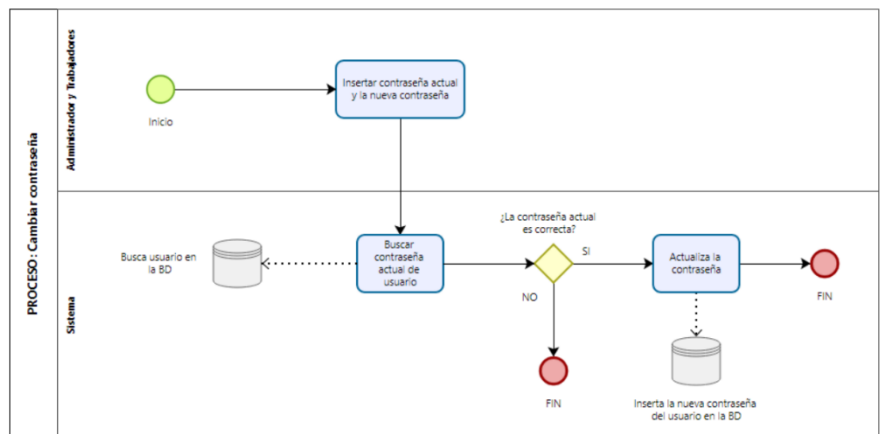 PROCESO: Cambiar contraseña
Administrador y Trabajadores
Inicio
Insertar contraseña actual
y la nueva contraseña
Sistema
Busca usuario en
la BD
Buscar
contraseña
actual de
usuario
¿La contraseña actual
es correcta?
SI
NO
FIN
Actualiza la
contraseña
FIN
Inserta la nueva contraseña
del usuario en la BD